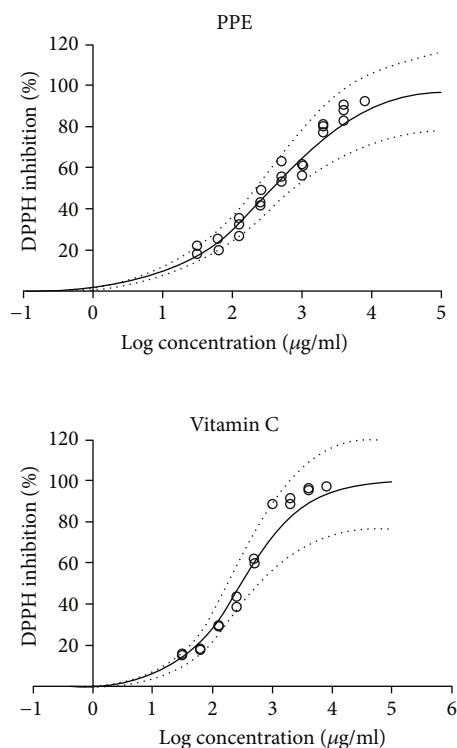 PPE
120
100
80
60
40
20
−1 0 1 2 3 4 5
DPPH inhibition (%)
Log concentration (μg/ml)
Vitamin C
120
100
80
60
40
20
−1 0 1 2 3 4 5 6
DPPH inhibition (%)
Log concentration (μg/ml)